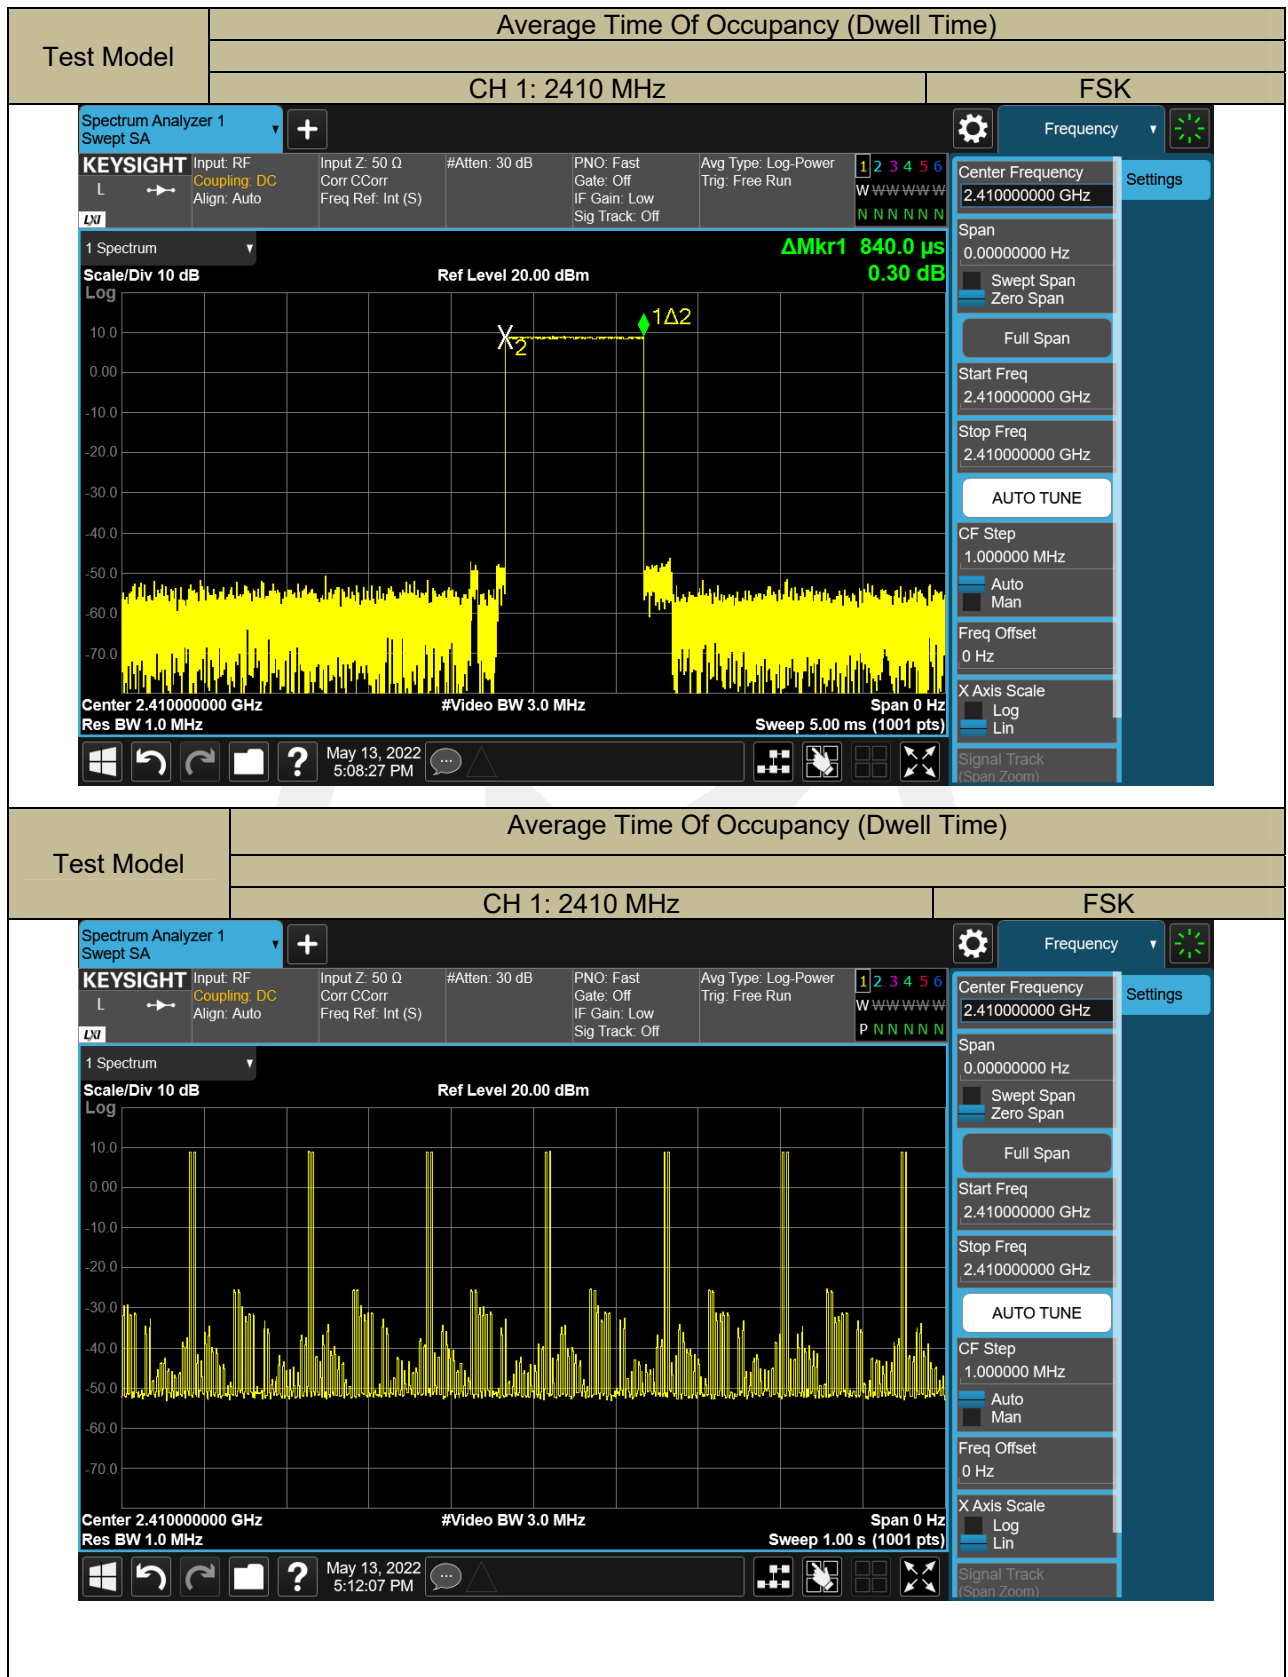 Average Time Of Occupancy (Dwell Time)
Test Model
CH 1: 2410 MHz FSK
Spectrum Analyzer 1
Swept SA
Frequency
KEYSIGHT Input: RF Input Z: 50 Ω #Atten: 30 dB PNO: Fast Avg Type: Log-Power 1 2 3 4 5 6
L Coupling: DC Corr CCorr Gate: Off Trig: Free Run
Align: Auto Freq Ref: Int (S) IF Gain: Low W W W W W W
LXI Sig Track: Off N N N N N N
Center Frequency
2.410000000 GHz
Settings
1 Spectrum
ΔMkr1 840.0 µs
Scale/Div 10 dB Ref Level 20.00 dBm 0.30 dB
Log
1Δ2
2
10.0
0.00
-10.0
-20.0
-30.0
-40.0
-50.0
-60.0
-70.0
Center 2.410000000 GHz #Video BW 3.0 MHz Span 0 Hz
Res BW 1.0 MHz Sweep 5.00 ms (1001 pts)
Span
0.00000000 Hz
Swept Span
Zero Span
Full Span
Start Freq
2.410000000 GHz
Stop Freq
2.410000000 GHz
AUTO TUNE
CF Step
1.000000 MHz
Auto
Man
Freq Offset
0 Hz
X Axis Scale
Log
Lin
Signal Track
(Span Zoom)
?
May 13, 2022
5:08:27 PM
Average Time Of Occupancy (Dwell Time)
Test Model
CH 1: 2410 MHz FSK
Spectrum Analyzer 1
Swept SA
Frequency
KEYSIGHT Input: RF Input Z: 50 Ω #Atten: 30 dB PNO: Fast Avg Type: Log-Power 1 2 3 4 5 6
L Coupling: DC Corr CCorr Gate: Off Trig: Free Run
Align: Auto Freq Ref: Int (S) IF Gain: Low W W W W W W
LXI Sig Track: Off P N N N N N
Center Frequency
2.410000000 GHz
Settings
1 Spectrum
Scale/Div 10 dB Ref Level 20.00 dBm
Log
10.0
0.00
-10.0
-20.0
-30.0
-40.0
-50.0
-60.0
-70.0
Center 2.410000000 GHz #Video BW 3.0 MHz Span 0 Hz
Res BW 1.0 MHz Sweep 1.00 s (1001 pts)
Span
0.00000000 Hz
Swept Span
Zero Span
Full Span
Start Freq
2.410000000 GHz
Stop Freq
2.410000000 GHz
AUTO TUNE
CF Step
1.000000 MHz
Auto
Man
Freq Offset
0 Hz
X Axis Scale
Log
Lin
Signal Track
(Span Zoom)
?
May 13, 2022
5:12:07 PM